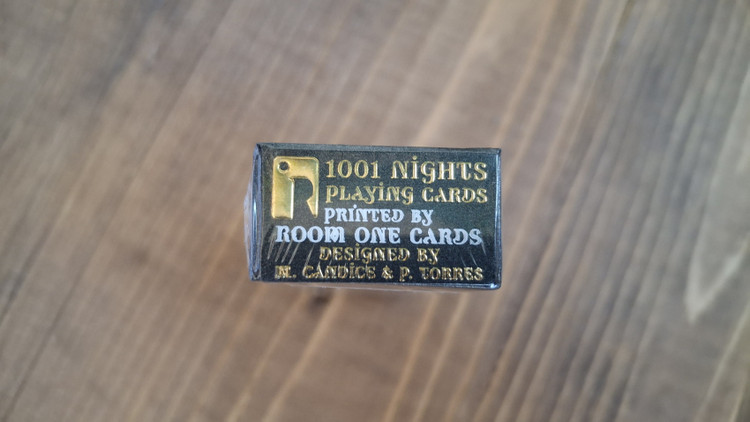 1001 NiGHTS
PLAYiNG CARDS
PRiNTED BY
ROOM ONE CARDS
DESiGNED BY
M. CANDiCE & P. TORRES